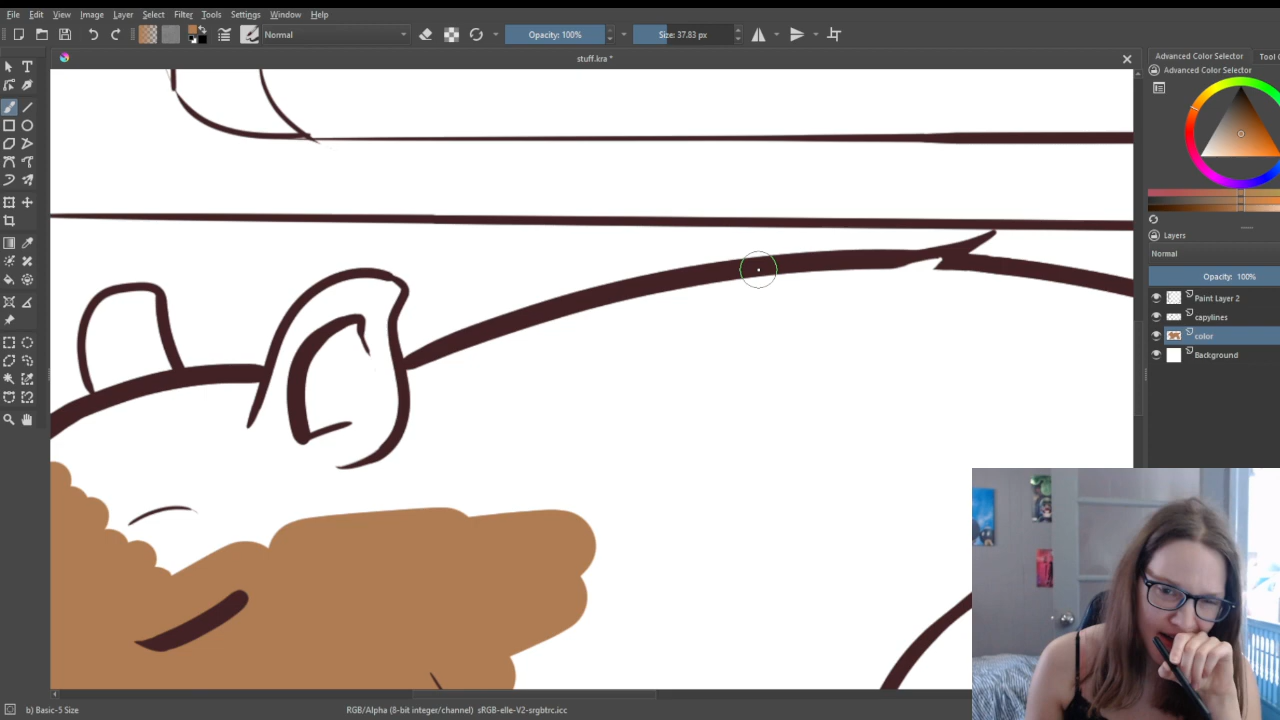 File Edit View Image Layer Select Filter Tools Settings Window Help
Normal Opacity: 100% Size: 37.83 px
stuff.kra *
Advanced Color Selector Tool
Advanced Color Selector
Layers
Normal
Opacity: 100%
Paint Layer 2
capylines
color
Background
b) Basic-5 Size RGB/Alpha (8-bit integer/channel) sRGB-elle-V2-srgbtrc.icc